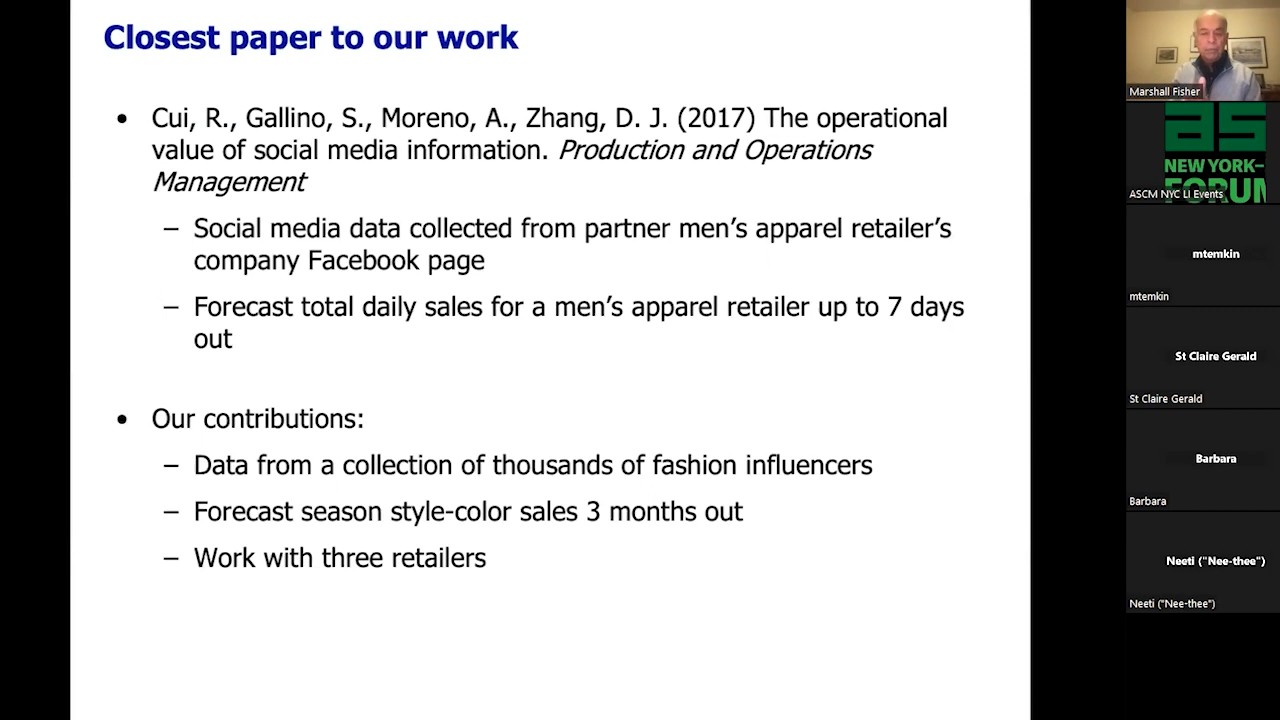 Closest paper to our work
• Cui, R., Gallino, S., Moreno, A., Zhang, D. J. (2017) The operational
value of social media information. Production and Operations
Management
– Social media data collected from partner men’s apparel retailer’s
company Facebook page
– Forecast total daily sales for a men’s apparel retailer up to 7 days
out
• Our contributions:
– Data from a collection of thousands of fashion influencers
– Forecast season style-color sales 3 months out
– Work with three retailers
Marshall Fisher
as
NEW YORK–
FORUM
ASCM NYC LI Events
mtemkin
mtemkin
St Claire Gerald
St Claire Gerald
Barbara
Barbara
Neeti ("Nee-thee")
Neeti ("Nee-thee")